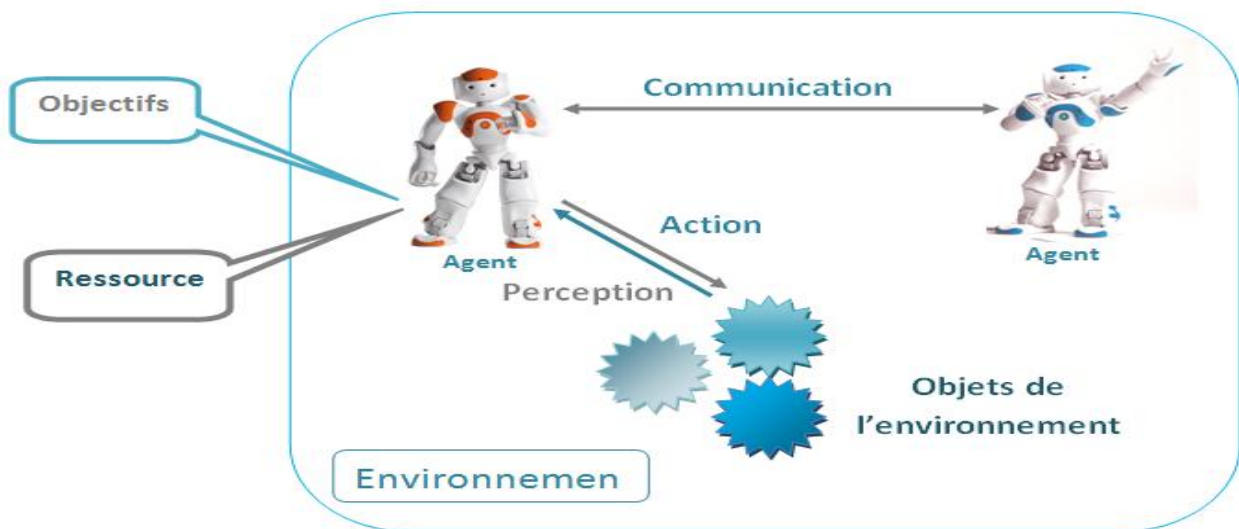 Objectifs
Communication
Ressource
Agent
Action
Agent
Perception
Objets de
l'environnement
Environnemen